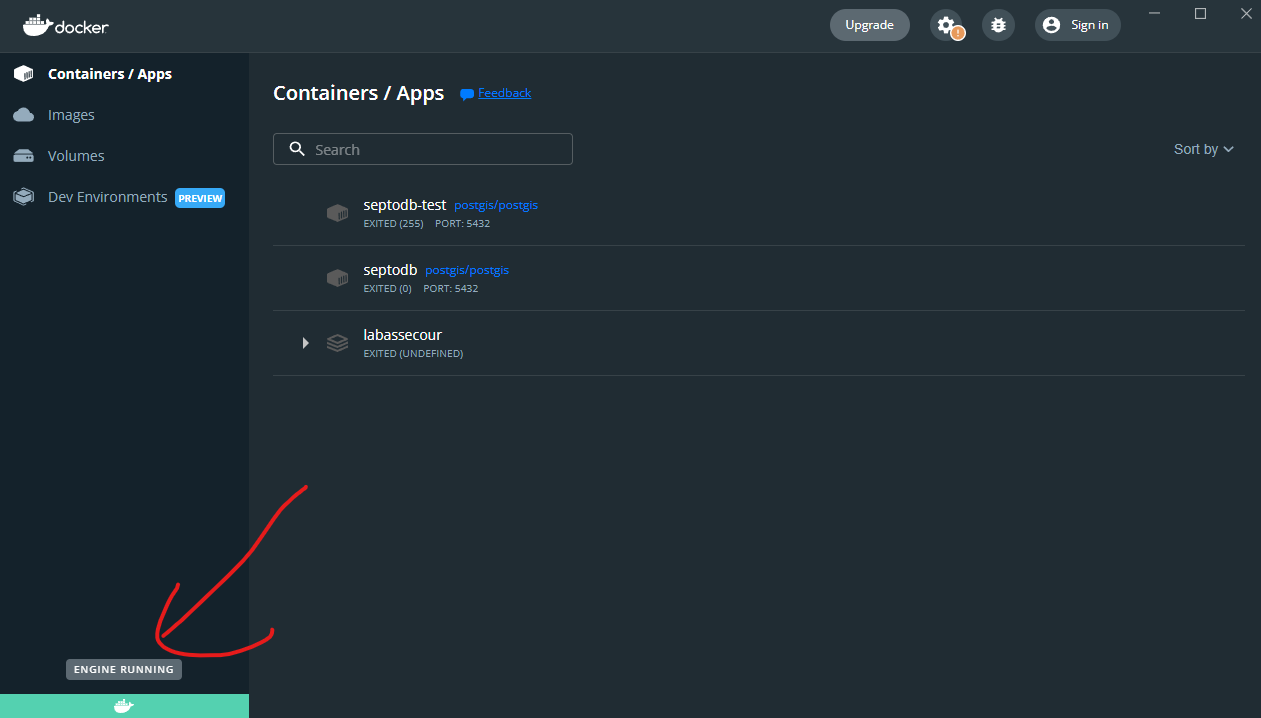 docker
Upgrade
!
Sign in
Containers / Apps
Images
Volumes
Dev Environments PREVIEW
ENGINE RUNNING
Containers / Apps Feedback
Search
Sort by
septodb-test postgis/postgis
EXITED (255) PORT: 5432
septodb postgis/postgis
EXITED (0) PORT: 5432
labassecour
EXITED (UNDEFINED)